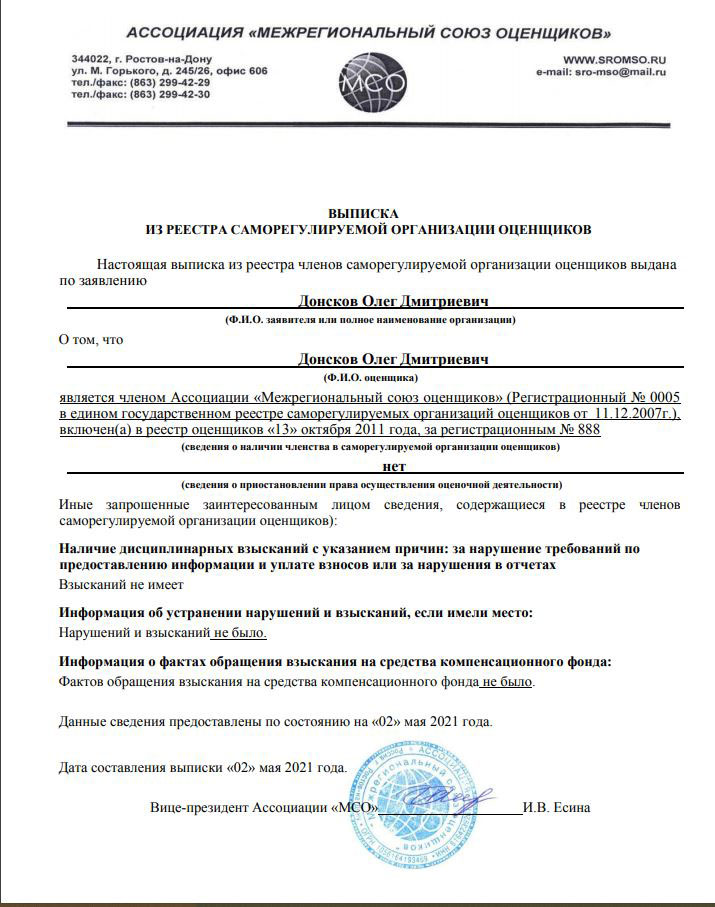 АССОЦИАЦИЯ «МЕЖРЕГИОНАЛЬНЫЙ СОЮЗ ОЦЕНЩИКОВ»
344022, г. Ростов-на-Дону
ул. М. Горького, д. 245/26, офис 606
тел./факс: (863) 299-42-29
тел./факс: (863) 299-42-30
МСО
WWW.SROMSO.RU
e-mail: sro-mso@mail.ru
ВЫПИСКА
ИЗ РЕЕСТРА САМОРЕГУЛИРУЕМОЙ ОРГАНИЗАЦИИ ОЦЕНЩИКОВ
Настоящая выписка из реестра членов саморегулируемой организации оценщиков выдана
по заявлению
Донсков Олег Дмитриевич
(Ф.И.О. заявителя или полное наименование организации)
О том, что
Донсков Олег Дмитриевич
(Ф.И.О. оценщика)
является членом Ассоциации «Межрегиональный союз оценщиков» (Регистрационный № 0005
в едином государственном реестре саморегулируемых организаций оценщиков от 11.12.2007г.),
включен(а) в реестр оценщиков «13» октября 2011 года, за регистрационным № 888
(сведения о наличии членства в саморегулируемой организации оценщиков)
нет
(сведения о приостановлении права осуществления оценочной деятельности)
Иные запрошенные заинтересованным лицом сведения, содержащиеся в реестре членов
саморегулируемой организации оценщиков):
Наличие дисциплинарных взысканий с указанием причин: за нарушение требований по
предоставлению информации и уплате взносов или за нарушения в отчетах
Взысканий не имеет
Информация об устранении нарушений и взысканий, если имели место:
Нарушений и взысканий не было.
Информация о фактах обращения взыскания на средства компенсационного фонда:
Фактов обращения взыскания на средства компенсационного фонда не было.
Данные сведения предоставлены по состоянию на «02» мая 2021 года.
Дата составления выписки «02» мая 2021 года.
Вице-президент Ассоциации «МСО» И.В. Есина
"Межрегиональный союз оценщиков"